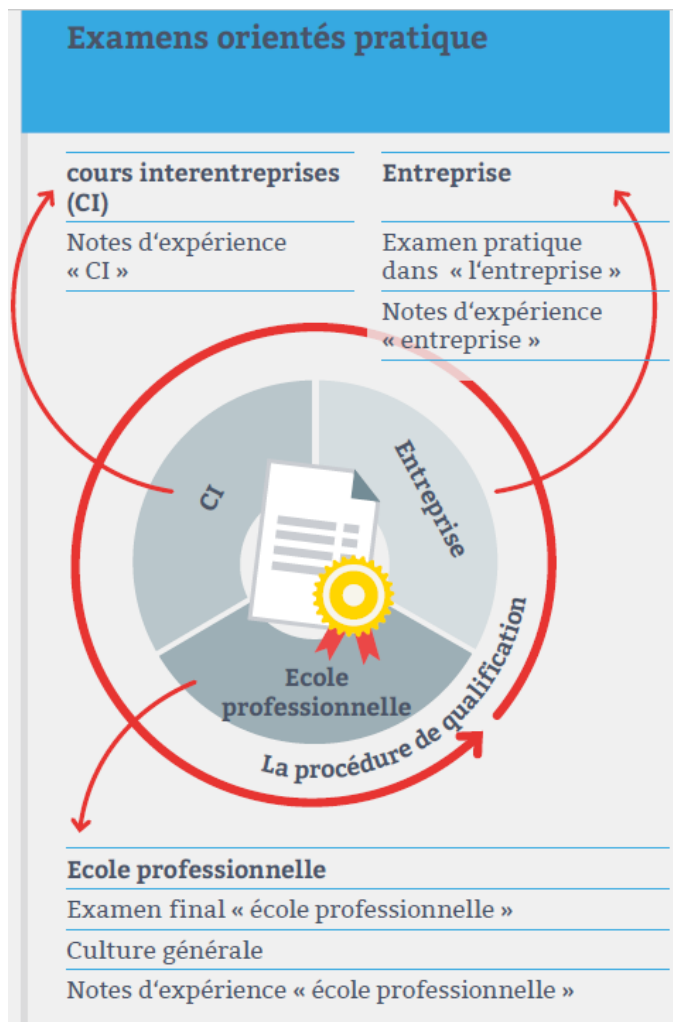 Examens orientés pratique
cours interentreprises
(CI)
Notes d‘expérience
« CI »
Entreprise
Examen pratique
dans « l‘entreprise »
Notes d‘expérience
« entreprise »
CI
Entreprise
Ecole
professionnelle
La procédure de qualification
Ecole professionnelle
Examen final « école professionnelle »
Culture générale
Notes d‘expérience « école professionnelle »